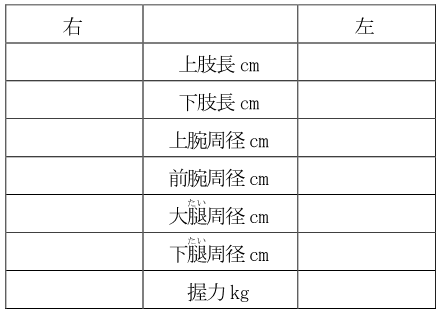 右 左
上肢長 cm
下肢長 cm
上腕周径 cm
前腕周径 cm
たい
大腿周径 cm
たい
下腿周径 cm
握力 kg